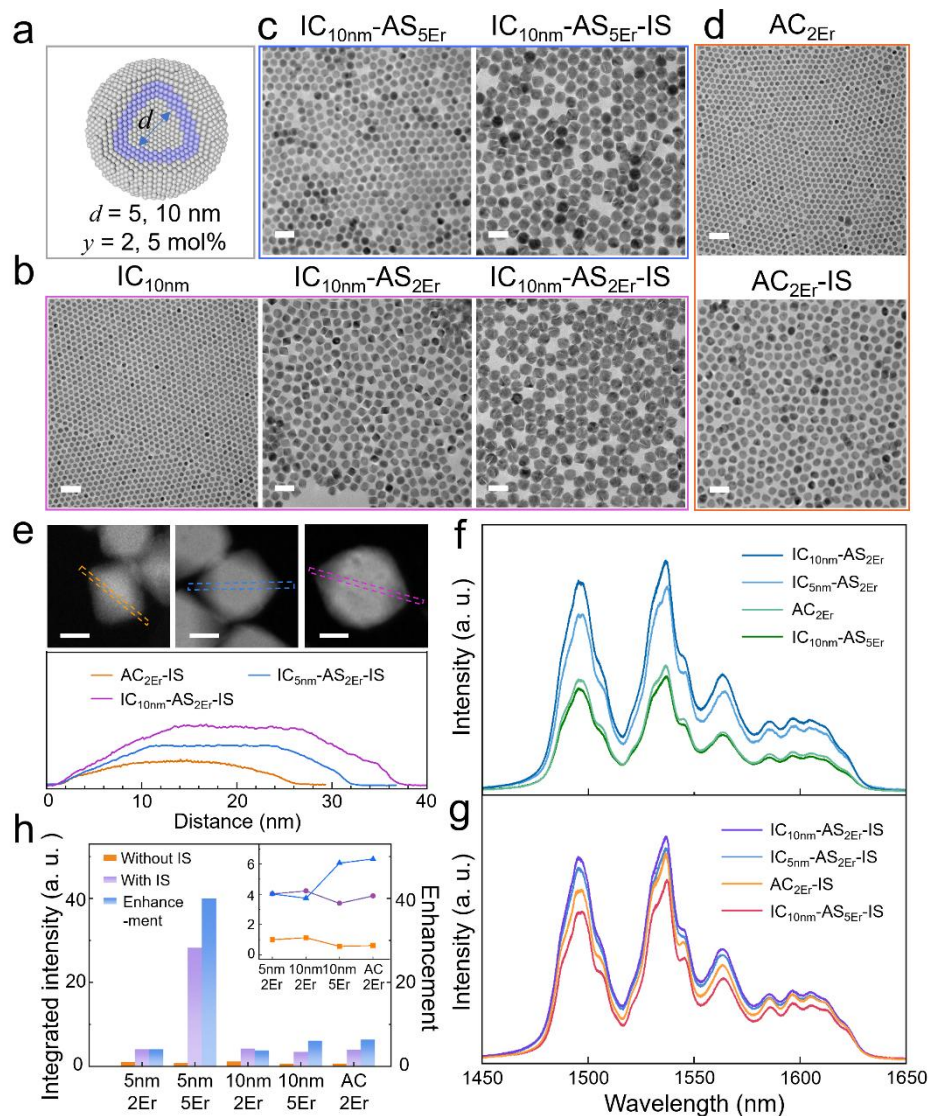 a
d
d = 5, 10 nm
y = 2, 5 mol%
c
IC10nm-AS5Er
IC10nm-AS5Er-IS
d
AC2Er
AC2Er-IS
b
IC10nm
IC10nm-AS2Er
IC10nm-AS2Er-IS
e
AC2Er-IS
IC5nm-AS2Er-IS
IC10nm-AS2Er-IS
0 10 20 30 40
Distance (nm)
f
Intensity (a. u.)
IC10nm-AS2Er
IC5nm-AS2Er
AC2Er
IC10nm-AS5Er
g
Intensity (a. u.)
IC10nm-AS2Er-IS
IC5nm-AS2Er-IS
AC2Er-IS
IC10nm-AS5Er-IS
1450 1500 1550 1600 1650
Wavelength (nm)
h
Integrated intensity (a. u.)
40
20
0
Without IS
With IS
Enhance
-ment
6
4
2
0
5nm 10nm 10nm AC
2Er 2Er 5Er 2Er
40
20
0
Enhancement
5nm 5nm 10nm 10nm AC
2Er 5Er 2Er 5Er 2Er